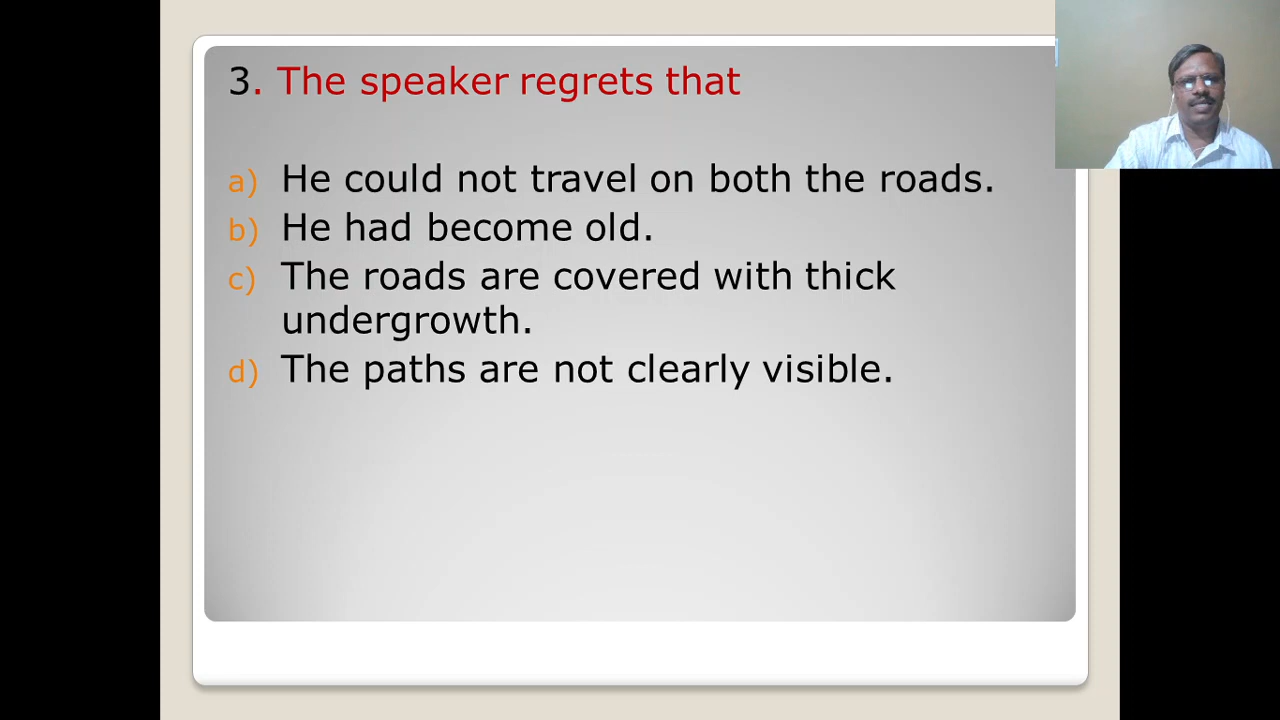 3. The speaker regrets that
a) He could not travel on both the roads.
b) He had become old.
c) The roads are covered with thick
undergrowth.
d) The paths are not clearly visible.